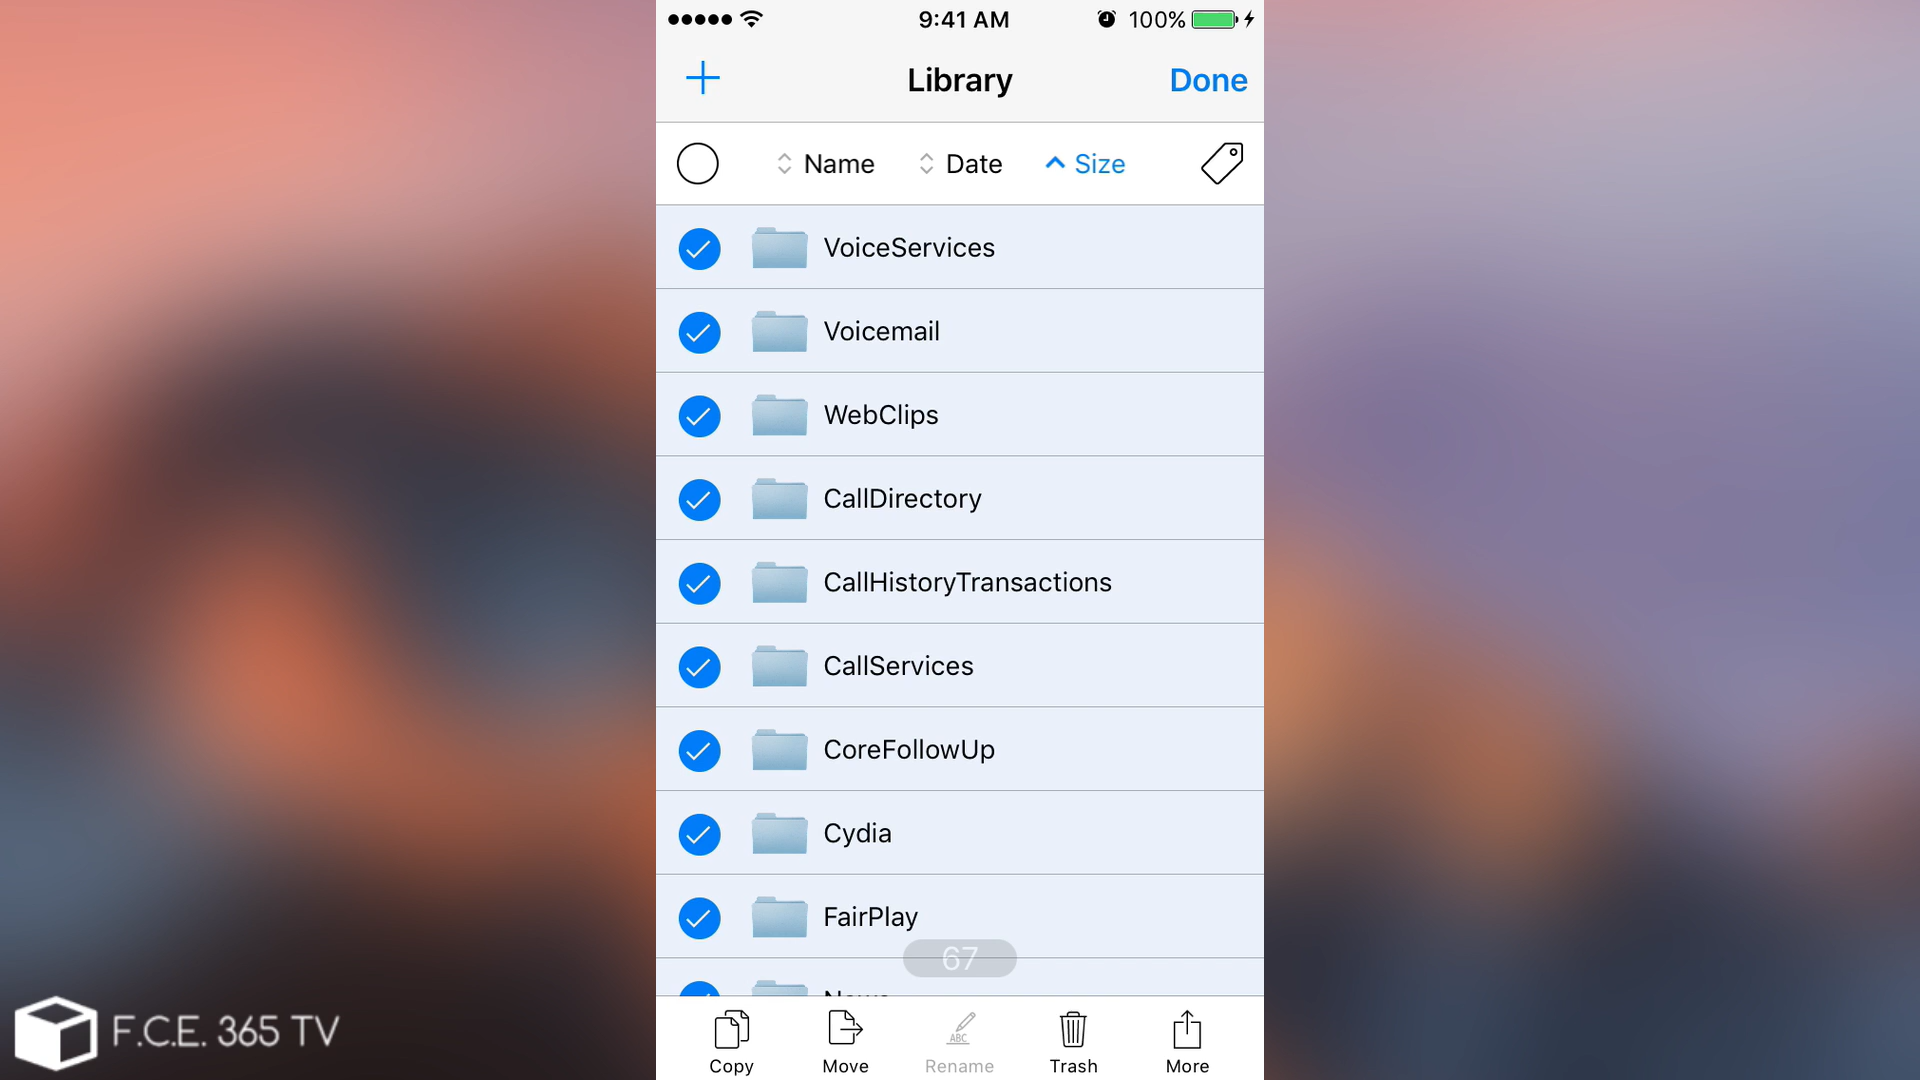 9:41 AM
100%
Library
Done
Name
Date
Size
VoiceServices
Voicemail
WebClips
CallDirectory
CallHistoryTransactions
CallServices
CoreFollowUp
Cydia
FairPlay
67
ABC
Copy
Move
Rename
Trash
More
F.C.E. 365 TV